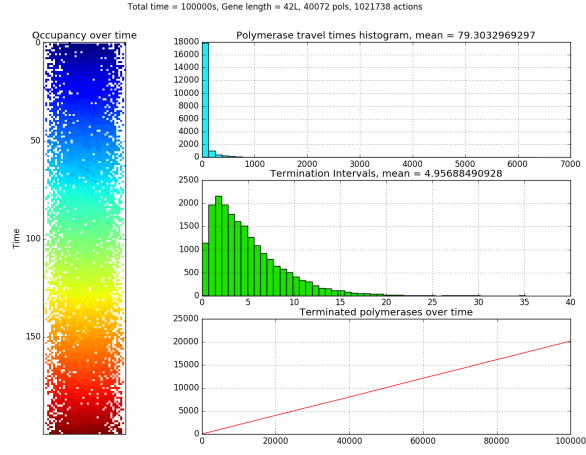 Total time = 100000s, Gene length = 42L, 40072 pols, 1021738 actions
Occupancy over time
0
50
100
150
Time
Polymerase travel times histogram, mean = 79.3032969297
18000
16000
14000
12000
10000
8000
6000
4000
2000
0
0 1000 2000 3000 4000 5000 6000 7000
Termination Intervals, mean = 4.95688490928
2500
2000
1500
1000
500
0
0 5 10 15 20 25 30 35 40
Terminated polymerases over time
25000
20000
15000
10000
5000
0
0 20000 40000 60000 80000 100000